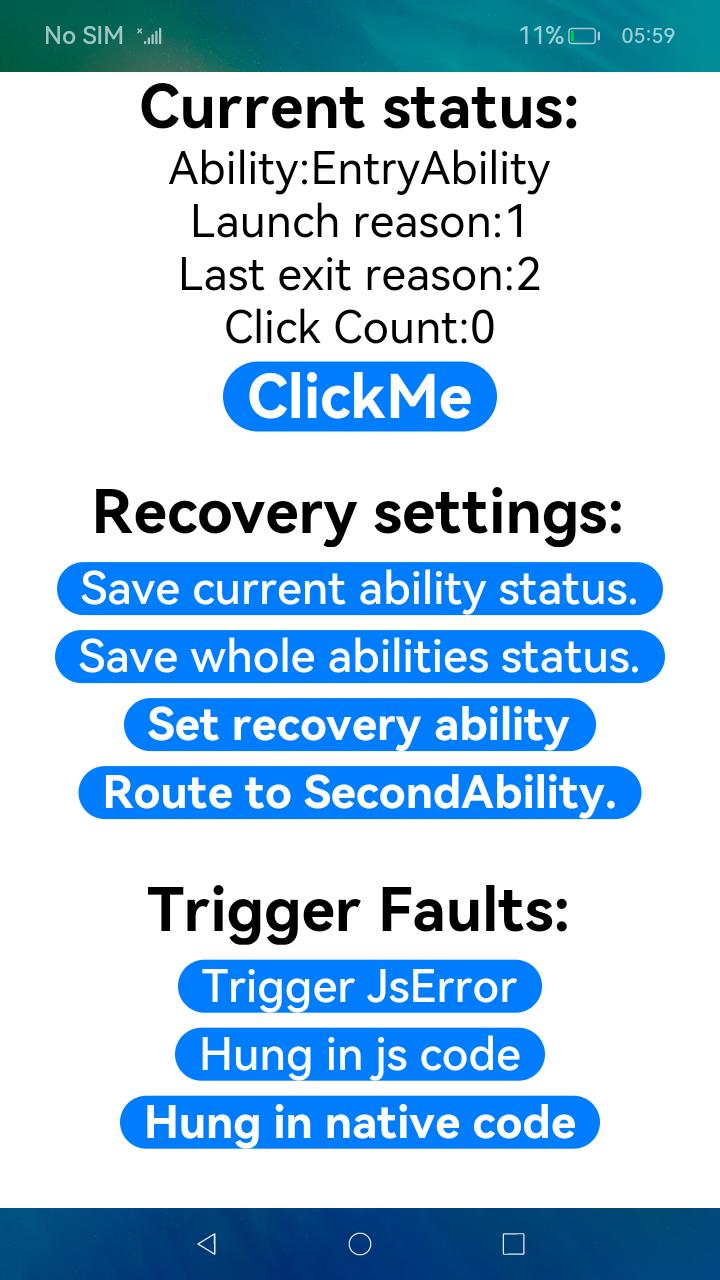 No SIM
11%
05:59
Current status:
Ability:EntryAbility
Launch reason:1
Last exit reason:2
Click Count:0
ClickMe
Recovery settings:
Save current ability status.
Save whole abilities status.
Set recovery ability
Route to SecondAbility.
Trigger Faults:
Trigger JsError
Hung in js code
Hung in native code